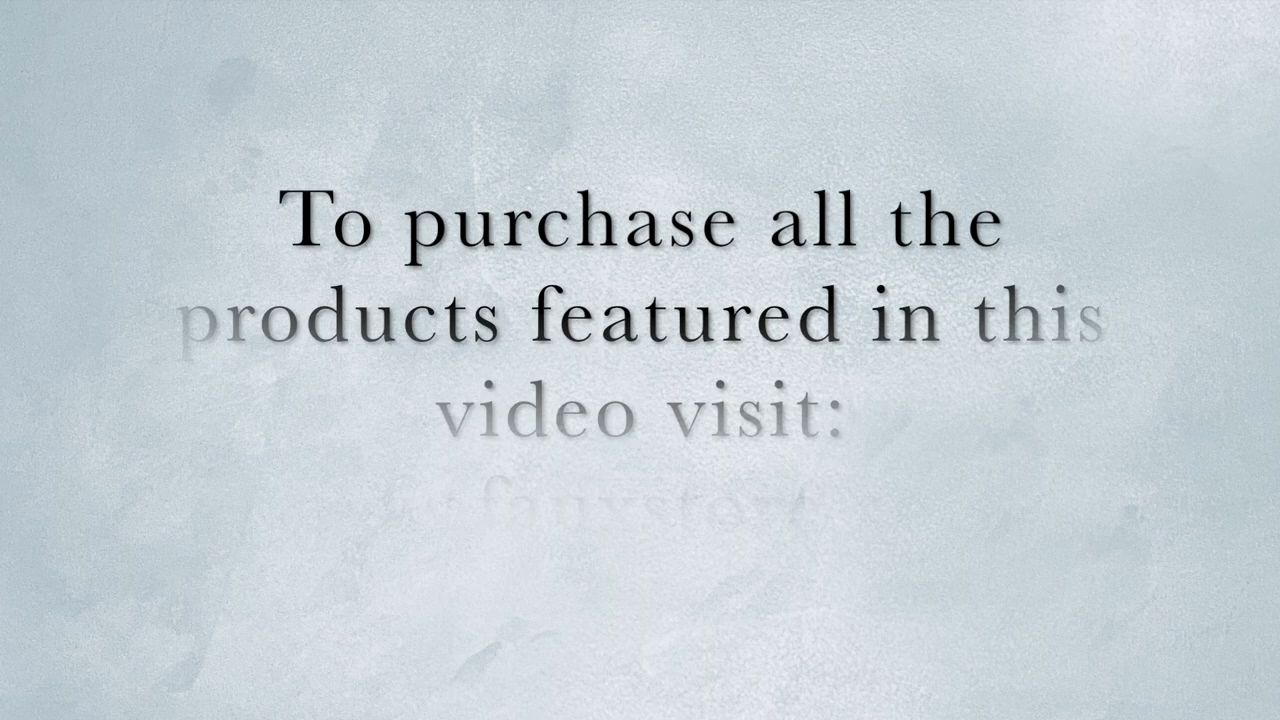 To purchase all the
products featured in this
video visit: